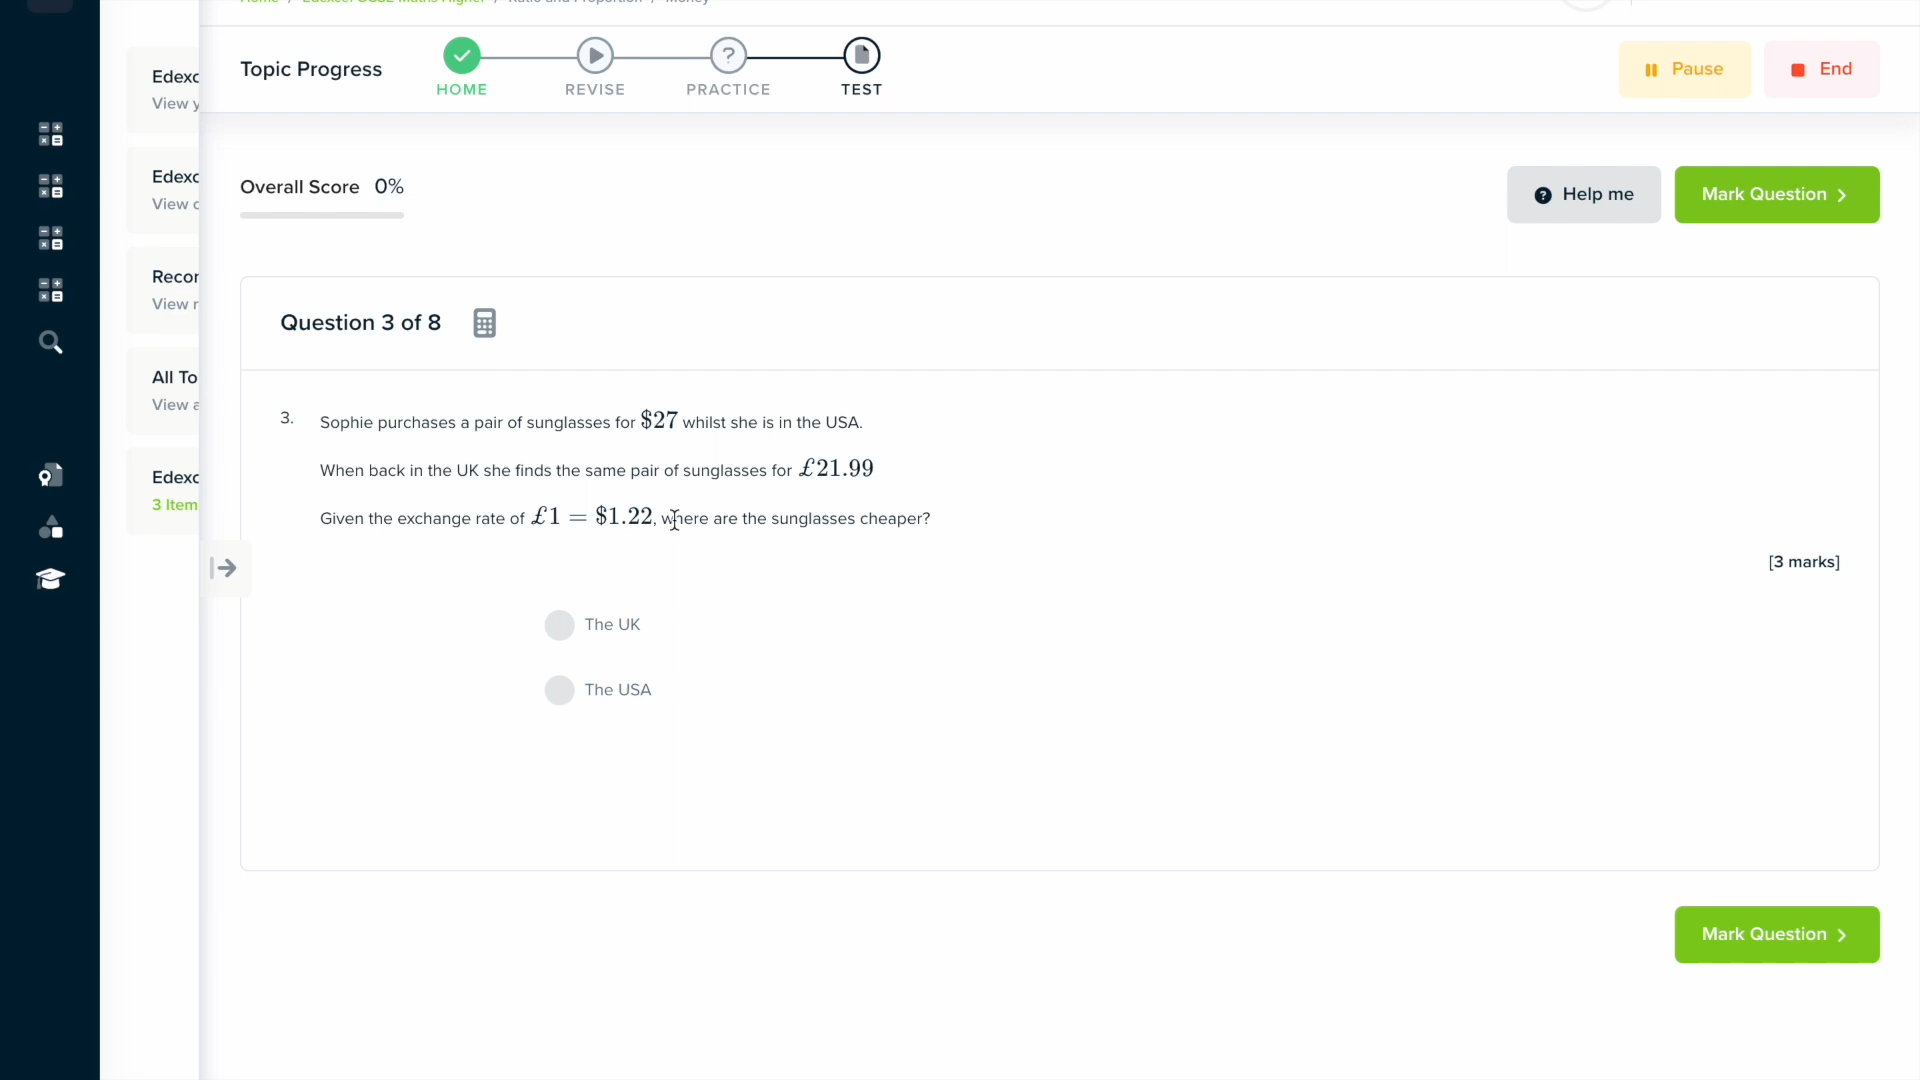 Topic Progress
HOME
REVISE
PRACTICE
TEST
Pause
End
Overall Score 0%
Help me
Mark Question
Edexc
View y
Edexc
View c
Recor
View r
All To
View a
Edexc
3 Item
Question 3 of 8
3. Sophie purchases a pair of sunglasses for $27 whilst she is in the USA.
When back in the UK she finds the same pair of sunglasses for £21.99
Given the exchange rate of £1 = $1.22, where are the sunglasses cheaper?
[3 marks]
The UK
The USA
Mark Question